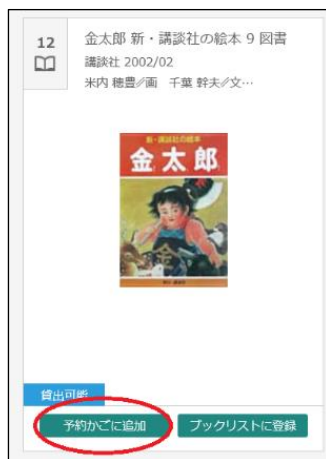 12
金太郎 新・講談社の絵本 9 図書
講談社 2002/02
米内 穂豊∥画 千葉 幹夫∥文…
新・講談社の絵本
金太郎
金
貸出可能
予約かごに追加
ブックリストに登録